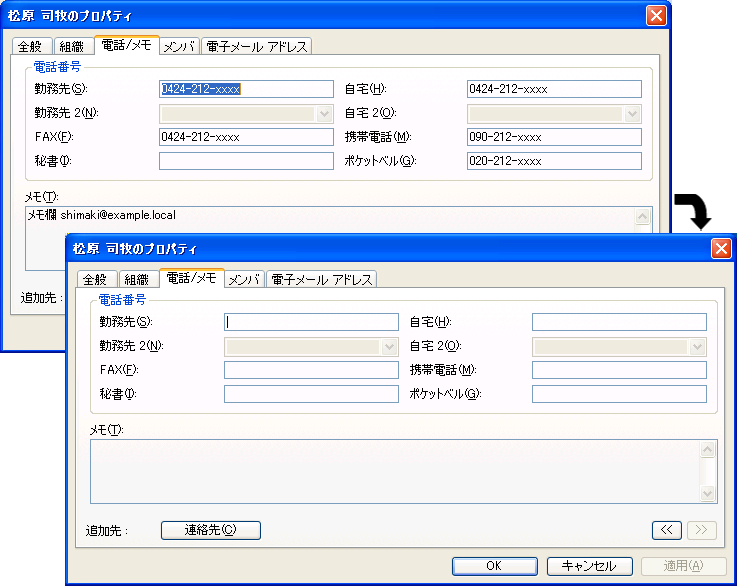 松原 司牧のプロパティ
全般 組織 電話/メモ メンバ 電子メール アドレス
電話番号
勤務先(S): 0424-212-xxxx 自宅(H): 0424-212-xxxx
勤務先 2(N): 自宅 2(O):
FAX(F): 0424-212-xxxx 携帯電話(M): 090-212-xxxx
秘書(I): ポケットベル(G): 020-212-xxxx
メモ(T):
メモ欄 shimaki@example.local
追加先 :
松原 司牧のプロパティ
全般 組織 電話/メモ メンバ 電子メール アドレス
電話番号
勤務先(S): 自宅(H):
勤務先 2(N): 自宅 2(O):
FAX(F): 携帯電話(M):
秘書(I): ポケットベル(G):
メモ(T):
追加先 : 連絡先(C) << >>
OK キャンセル 適用(A)